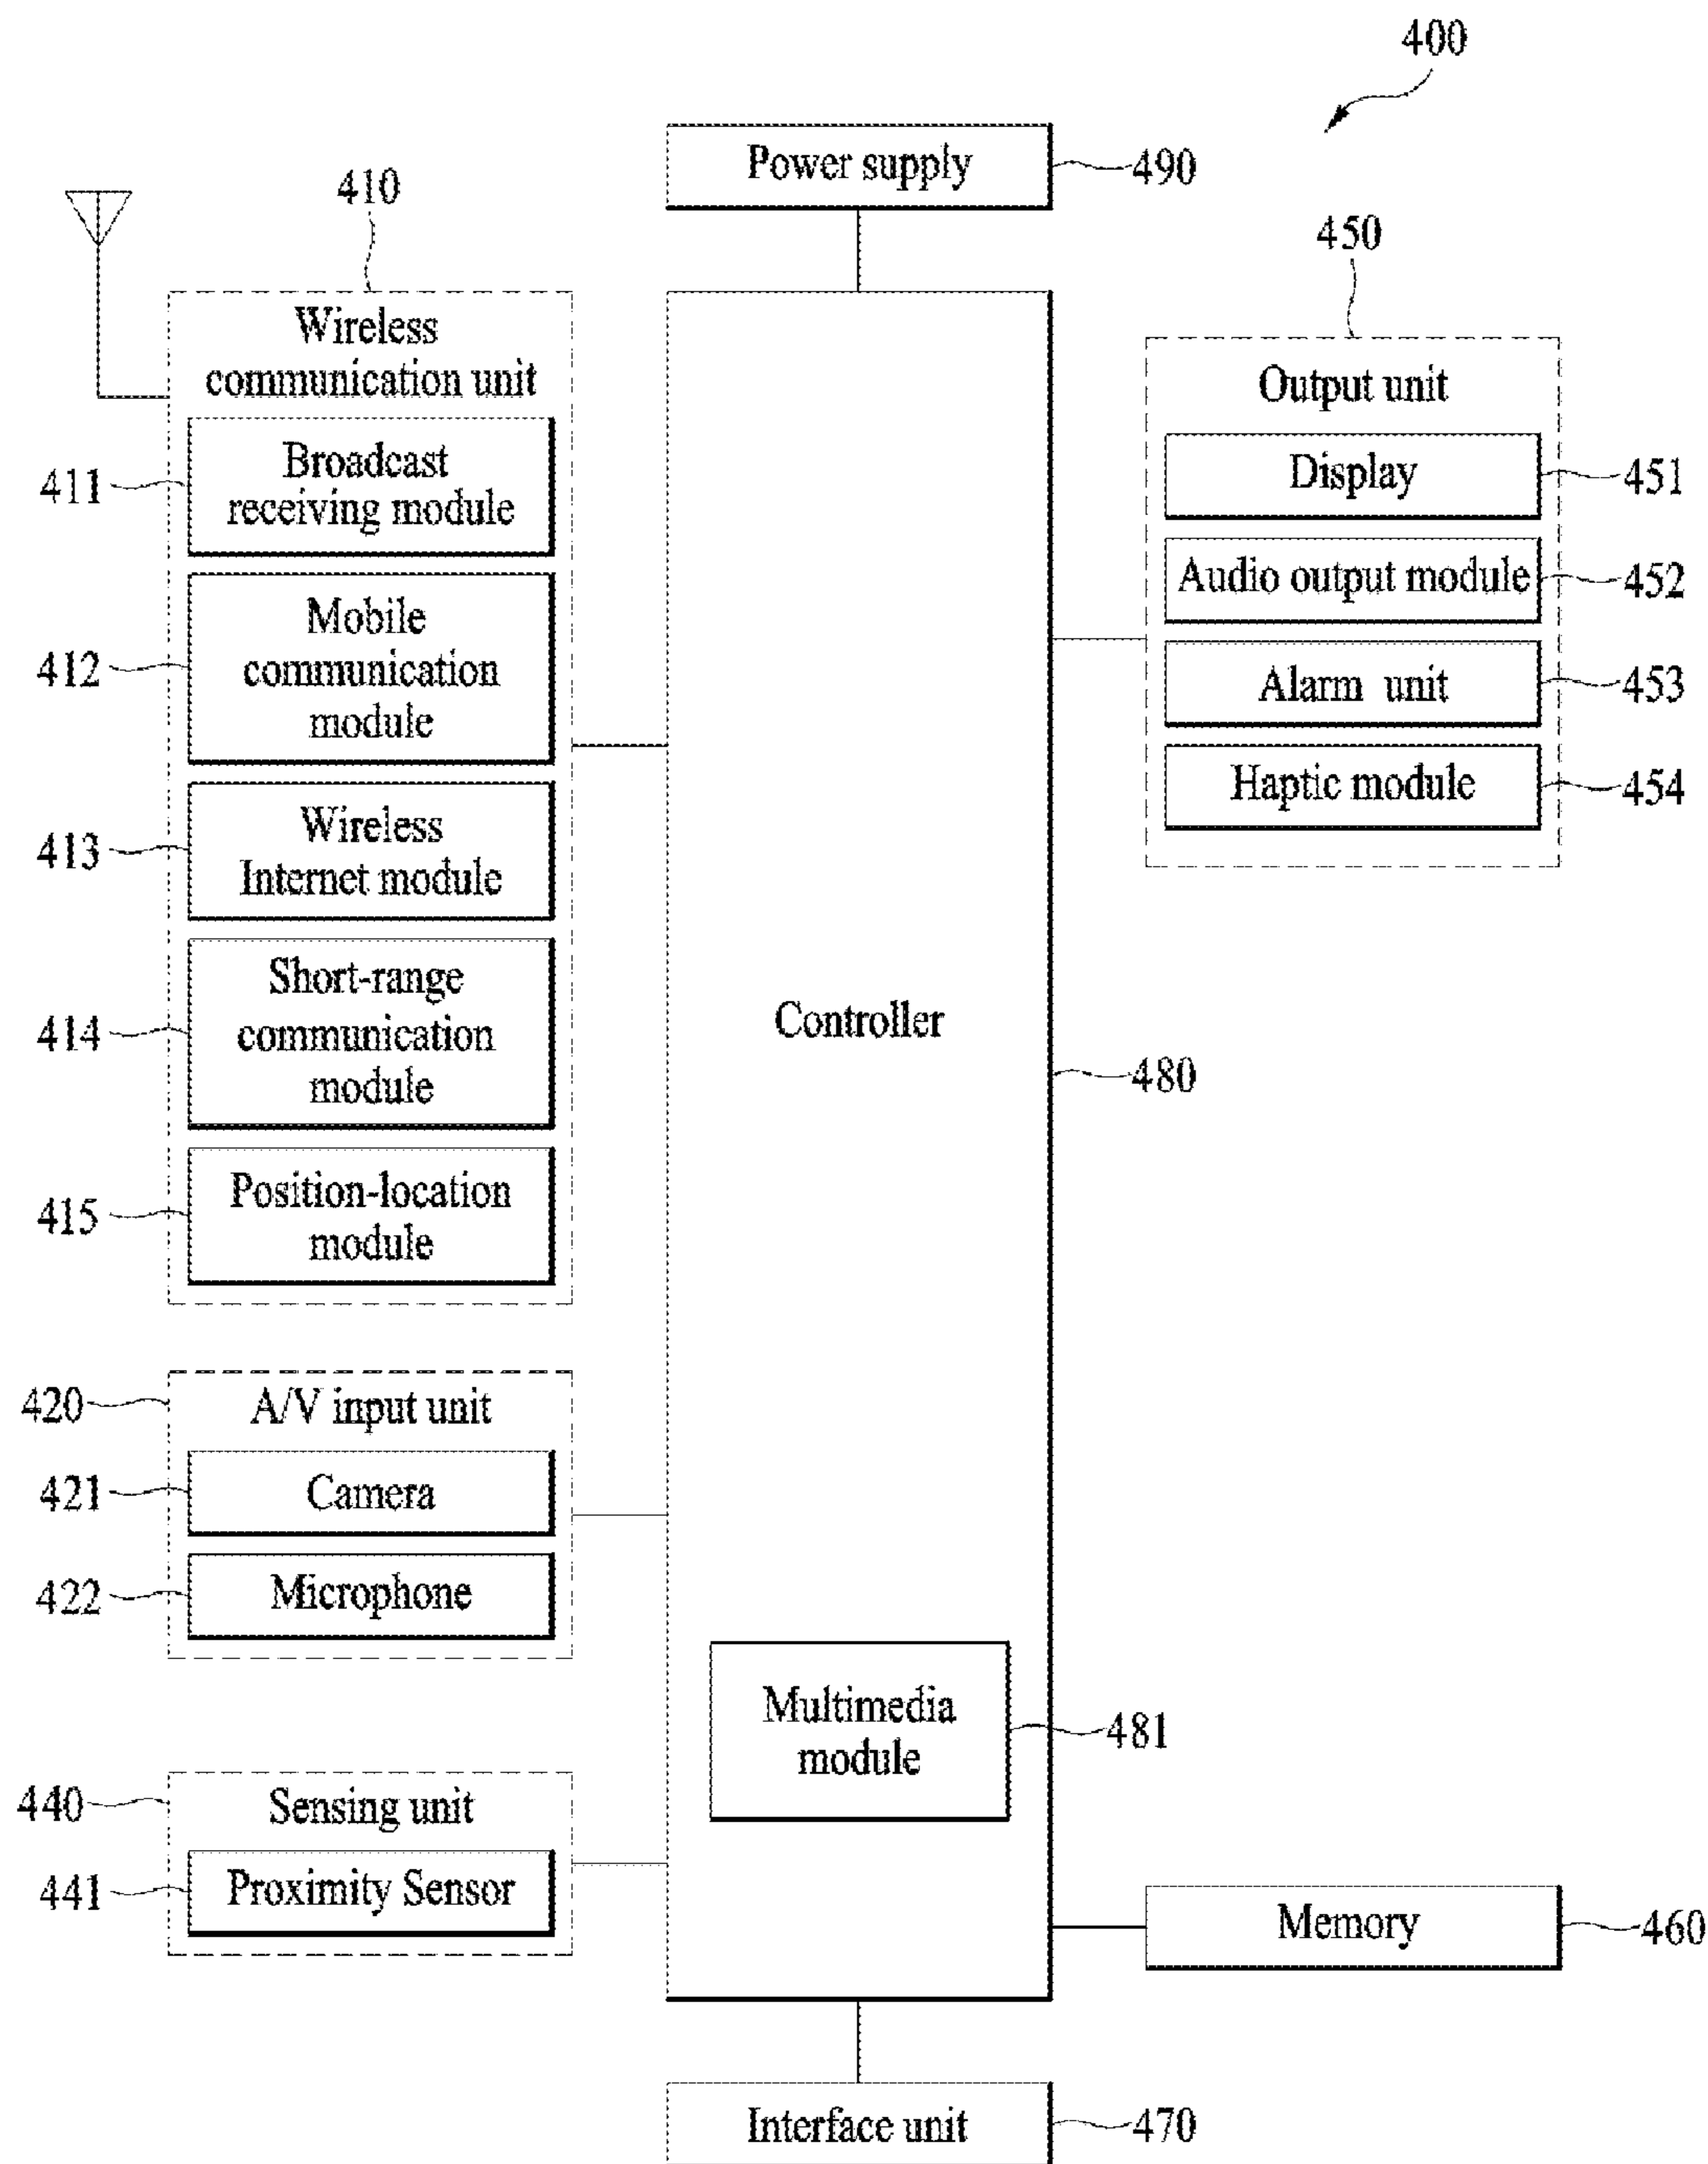 400
Power supply
490
410
450
Wireless
communication unit
Output unit
411
Broadcast
receiving module
Display
451
412
Mobile
communication
module
Audio output module
452
Alarm unit
453
Haptic module
454
413
Wireless
Internet module
414
Short-range
communication
module
Controller
480
415
Position-location
module
420
A/V input unit
421
Camera
422
Microphone
Multimedia
module
481
440
Sensing unit
441
Proximity Sensor
Memory
460
Interface unit
470